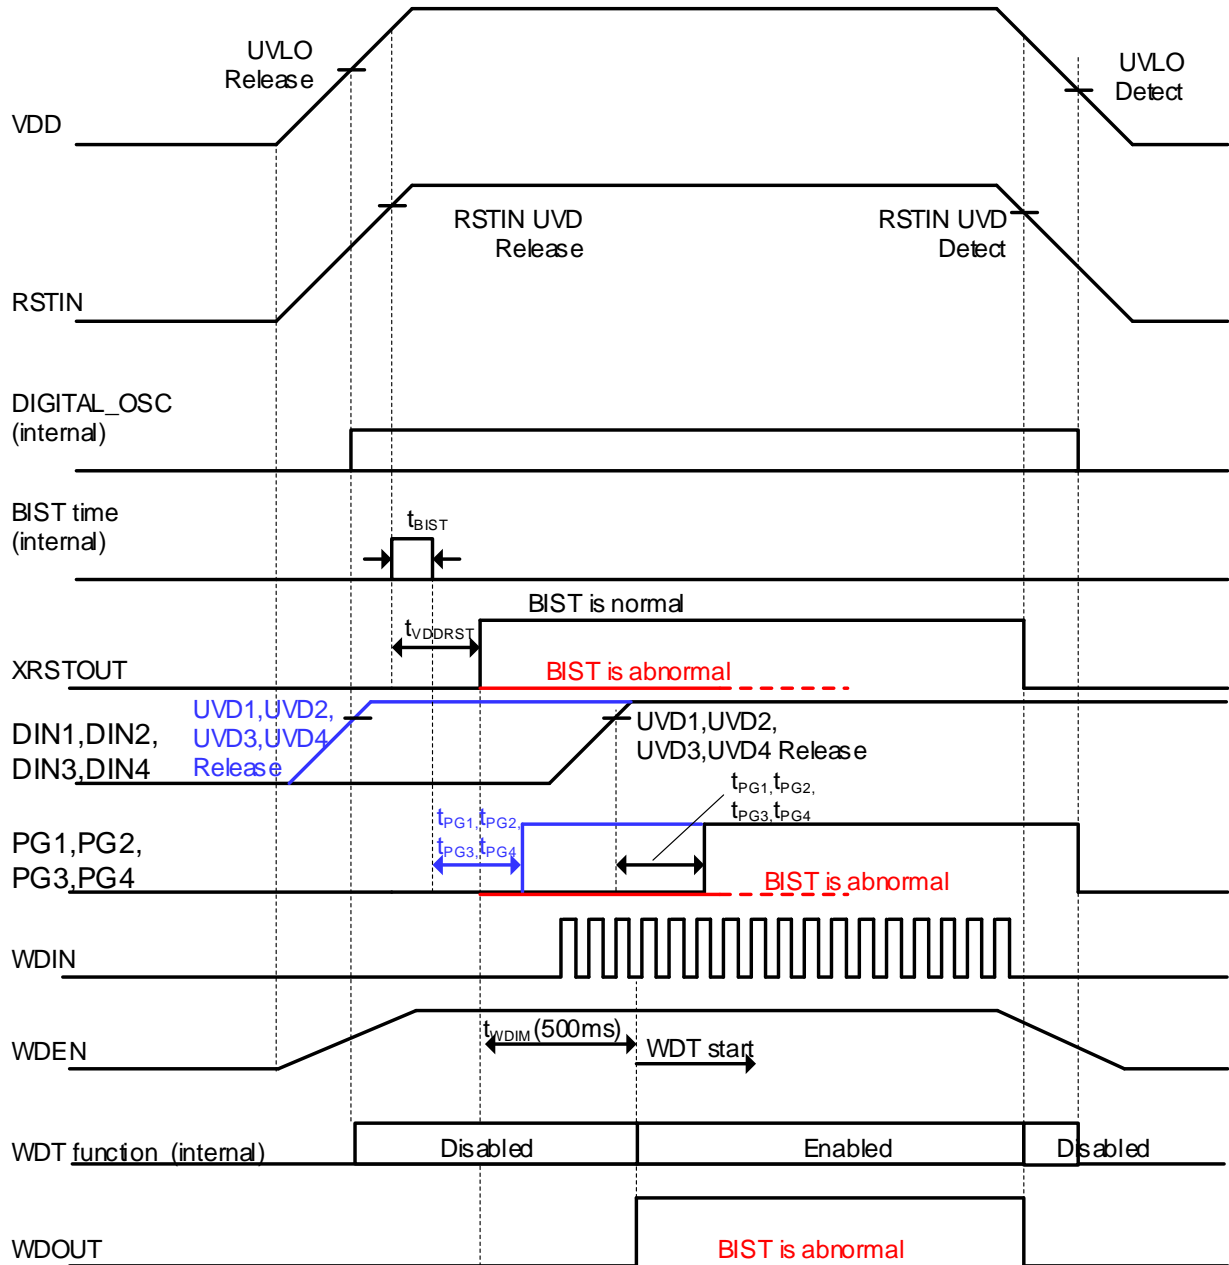 UVLO
Release
UVLO
Detect
VDD
RSTIN UVD
Release
RSTIN UVD
Detect
RSTIN
DIGITAL_OSC
(internal)
BIST time
(internal)
tBIST
BIST is normal
tVDDRST
XRSTOUT
BIST is abnormal
UVD1,UVD2,
UVD3,UVD4
Release
DIN1,DIN2,
DIN3,DIN4
UVD1,UVD2,
UVD3,UVD4 Release
tPG1,tPG2,
tPG3,tPG4
tPG1,tPG2,
tPG3,tPG4
PG1,PG2,
PG3,PG4
BIST is abnormal
WDIN
tWDIM (500ms)
WDEN
WDT start
WDT function (internal)
Disabled
Enabled
Disabled
WDOUT
BIST is abnormal